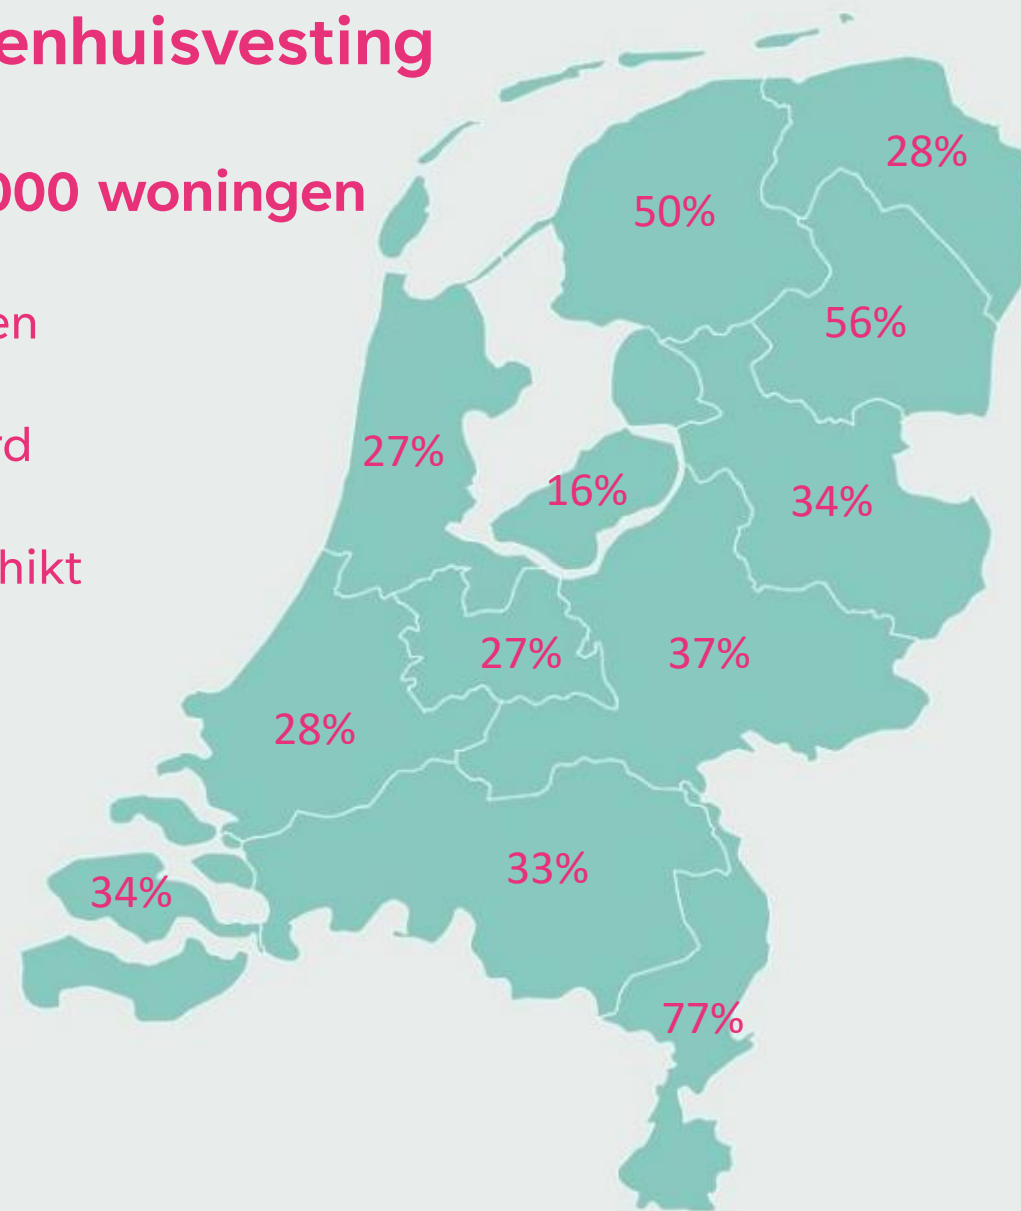 enhuisvesting
000 woningen
en
rd
hikt
28%
50%
56%
27%
16%
34%
27%
37%
28%
33%
34%
77%